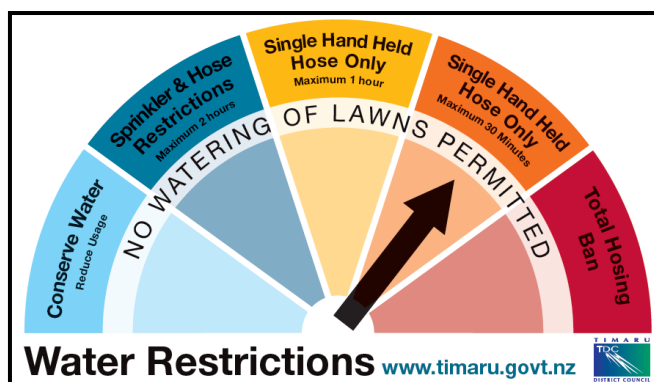 Conserve Water
Reduce Usage
Sprinkler & Hose
Restrictions
Maximum 2 hours
Single Hand Held
Hose Only
Maximum 1 hour
Single Hand Held
Hose Only
Maximum 30 Minutes
Total Hosing
Ban
NO WATERING OF LAWNS PERMITTED
Water Restrictions www.timaru.govt.nz
TIMARU
TDC
DISTRICT COUNCIL